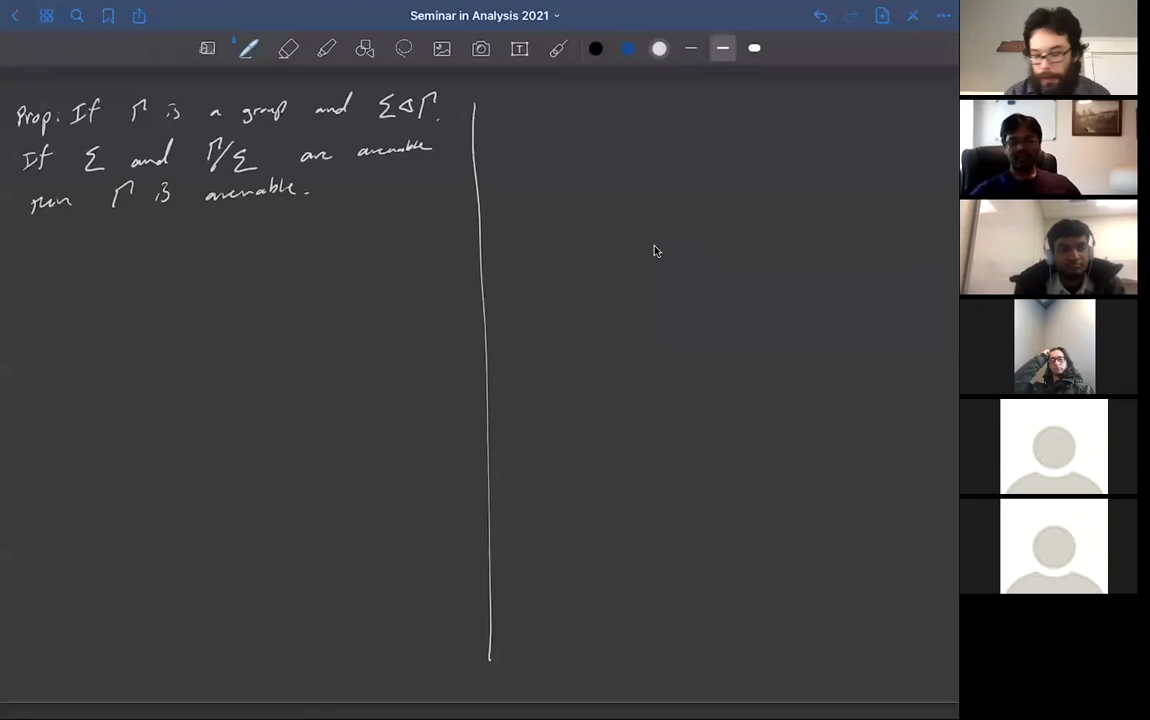 Seminar in Analysis 2021
Prop: If Γ is a group and Σ ◁ Γ.
If Σ and Γ/Σ are amenable
then Γ is amenable.